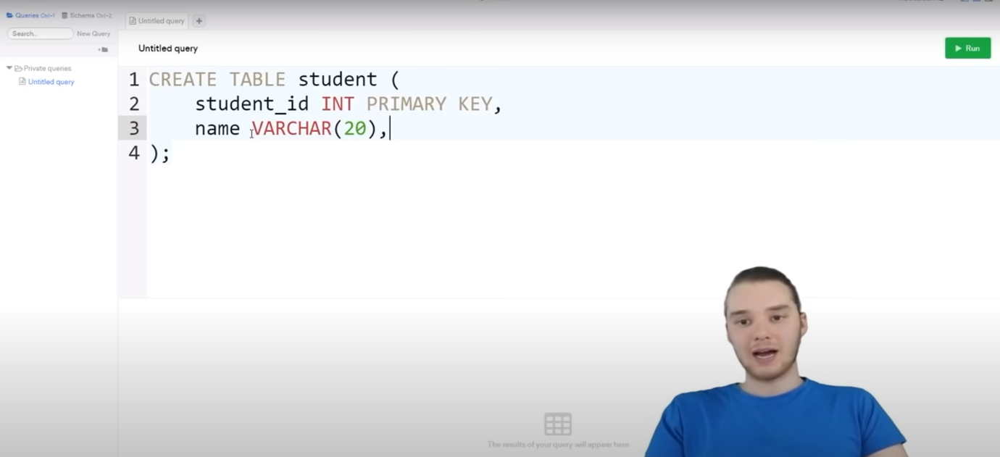 Queries Ctrl-1 Schema Ctrl-2
Search... New Query
Private queries
Untitled query
Untitled query +
Untitled query
Run
1 CREATE TABLE student (
2 student_id INT PRIMARY KEY,
3 name VARCHAR(20),
4 );
The results of your query will appear here